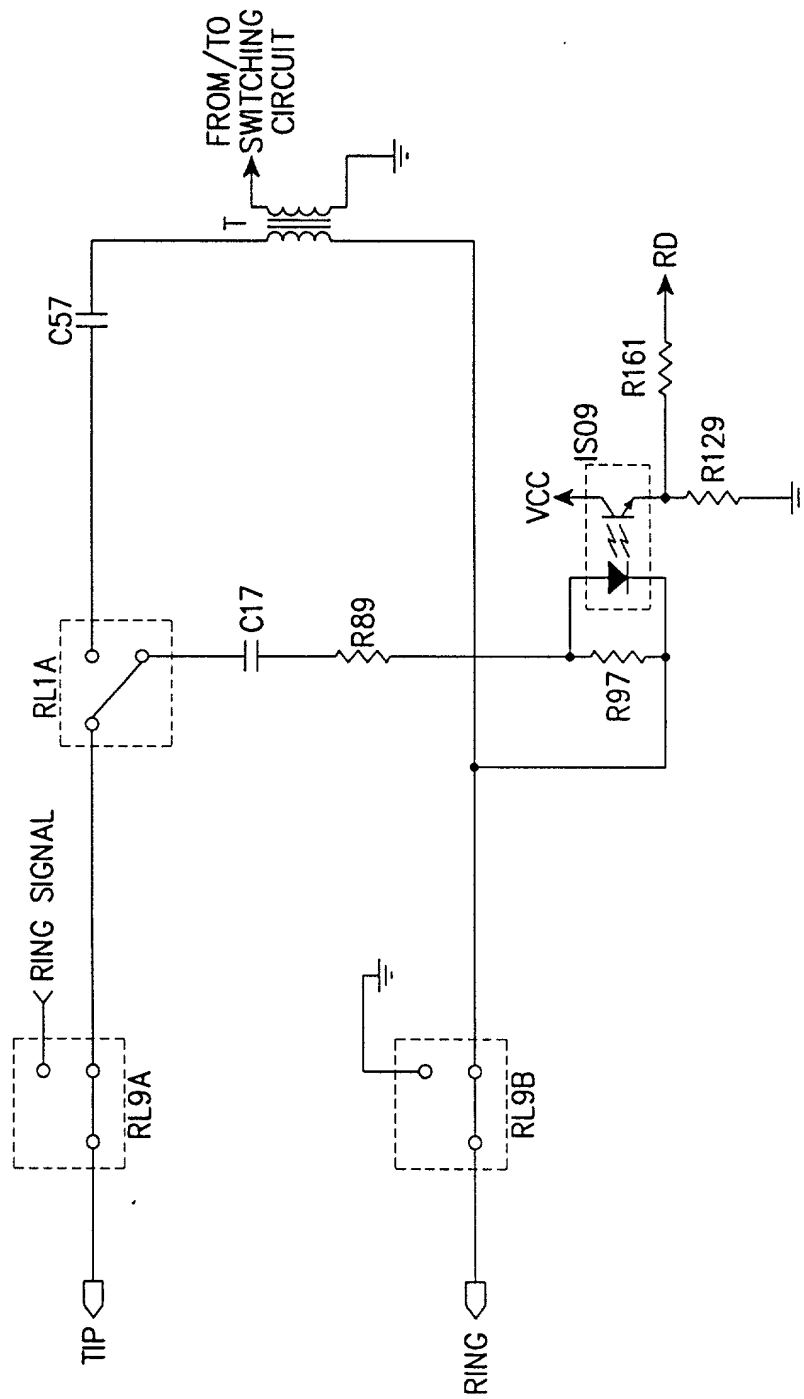 TIP
RING
RL9A
RL9B
RING SIGNAL
RL1A
C17
R89
R97
C57
T
FROM/TO
SWITCHING
CIRCUIT
VCC
ISO9
R129
R161
RD